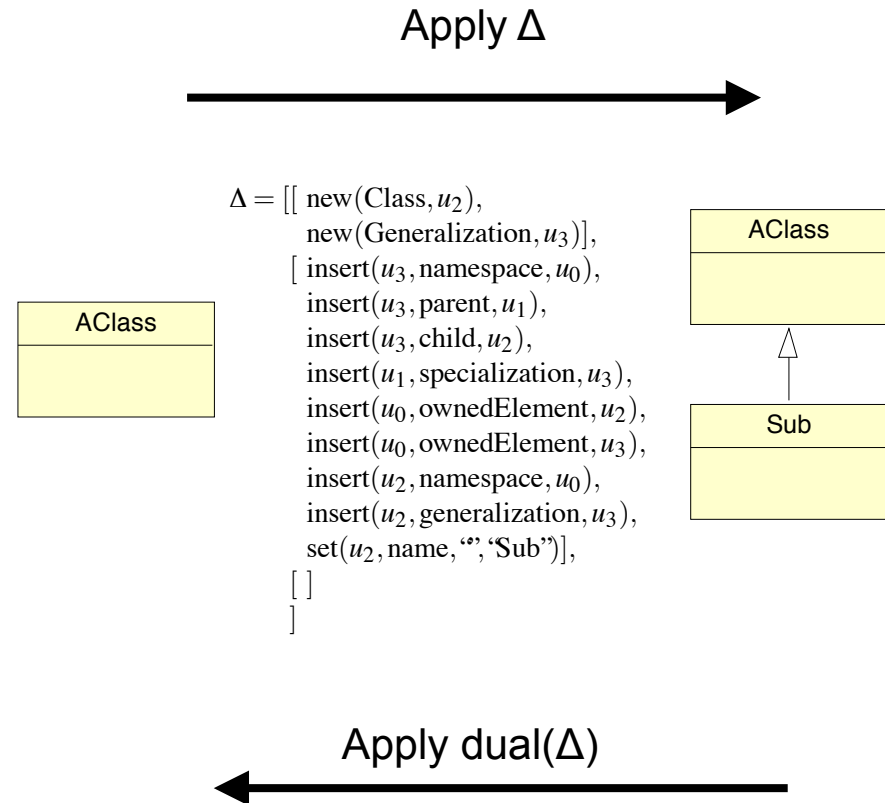 Apply Δ
Δ = [[ new(Class,u₂),
new(Generalization,u₃)],
[ insert(u₃,namespace,u₀),
insert(u₃,parent,u₁),
insert(u₃,child,u₂),
insert(u₁,specialization,u₃),
insert(u₀,ownedElement,u₂),
insert(u₀,ownedElement,u₃),
insert(u₂,namespace,u₀),
insert(u₂,generalization,u₃),
set(u₂,name,“”,“Sub”)],
[ ]
]
AClass
AClass
Sub
Apply dual(Δ)